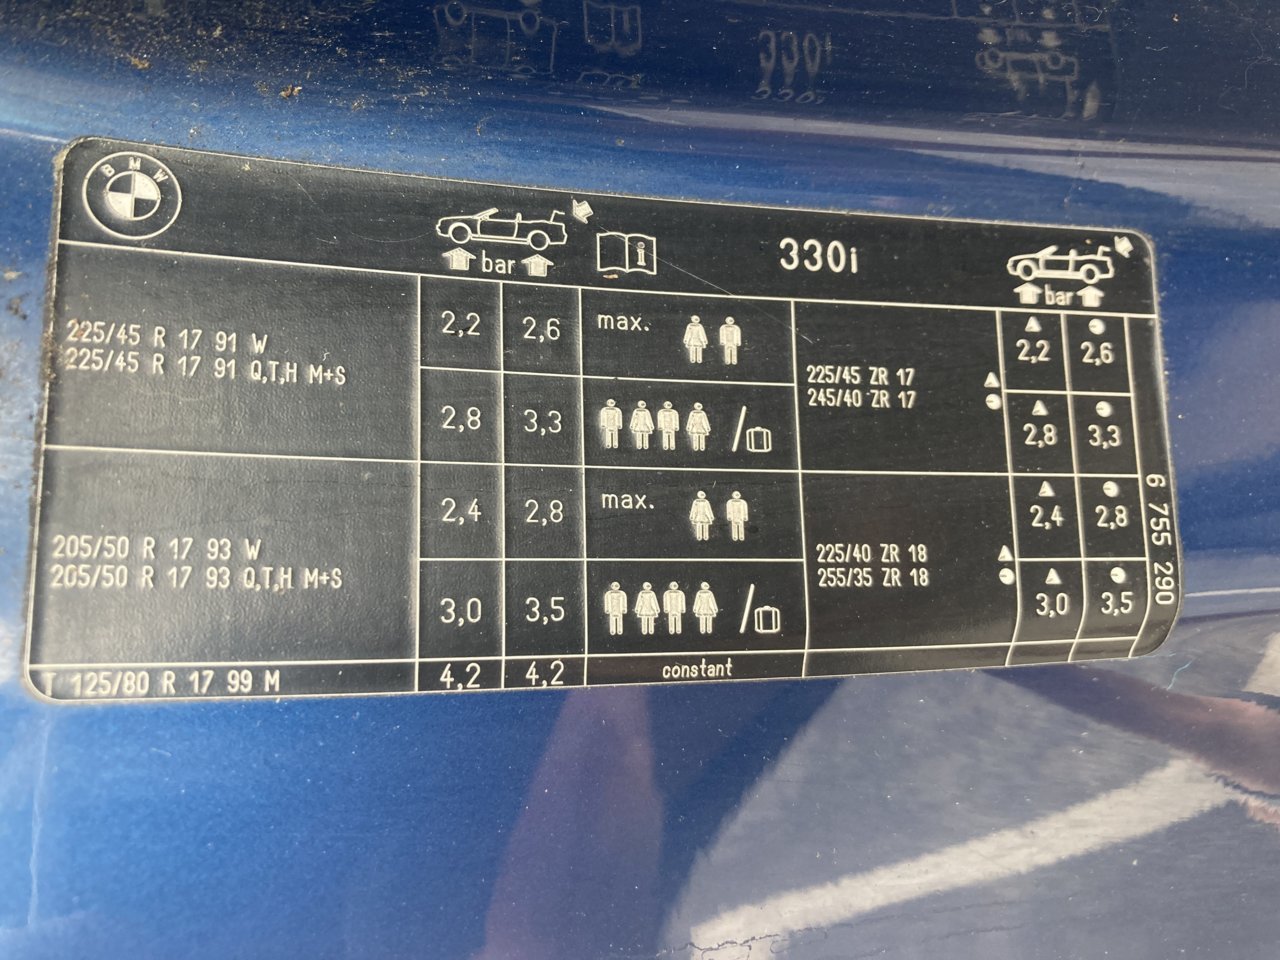 BMW
bar
330i
bar
225/45 R 17 91 W
225/45 R 17 91 Q,T,H M+S
2,2 2,6 max.
2,8 3,3
225/45 ZR 17
245/40 ZR 17
2,2 2,6
2,8 3,3
205/50 R 17 93 W
205/50 R 17 93 Q,T,H M+S
2,4 2,8 max.
3,0 3,5
225/40 ZR 18
255/35 ZR 18
2,4 2,8
3,0 3,5
T 125/80 R 17 99 M 4,2 4,2 constant
6 755 290
330i